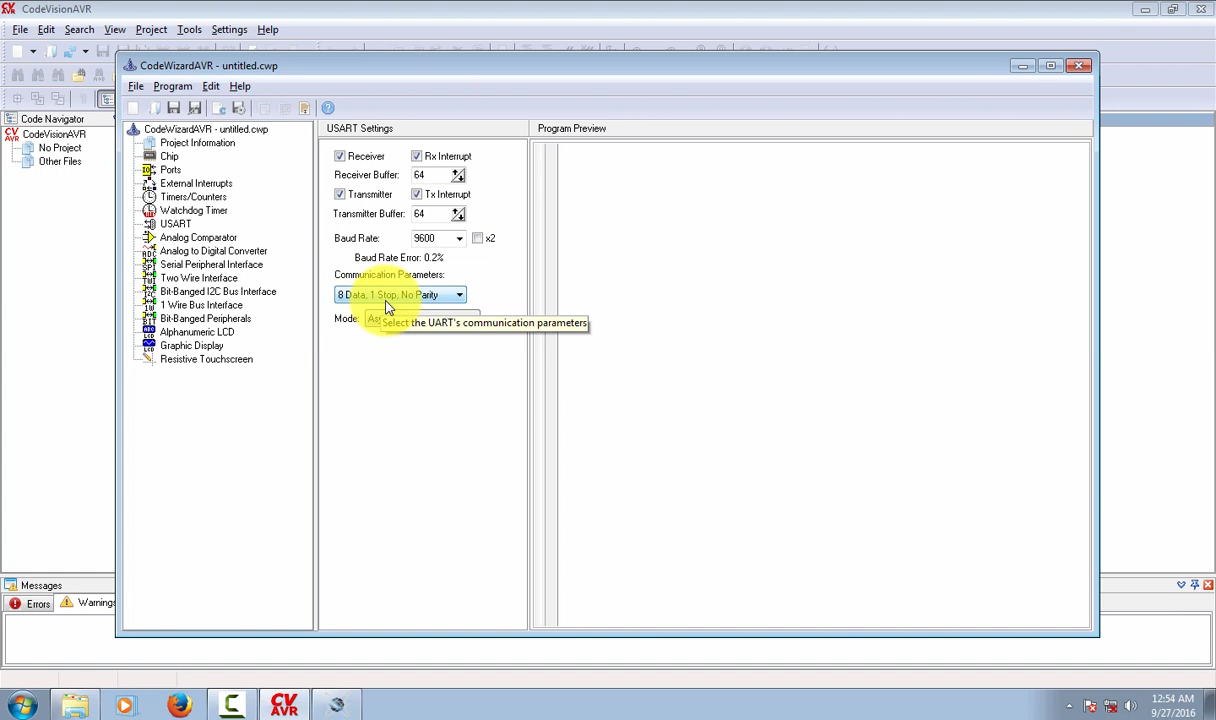 CodeVisionAVR
File Edit Search View Project Tools Settings Help
CodeWizardAVR - untitled.cwp
File Program Edit Help
Code Navigator
CodeVisionAVR
No Project
Other Files
CodeWizardAVR - untitled.cwp
Project Information
Chip
Ports
External Interrupts
Timers/Counters
Watchdog Timer
USART
Analog Comparator
Analog to Digital Converter
Serial Peripheral Interface
Two Wire Interface
Bit-Banged I2C Bus Interface
1 Wire Bus Interface
Bit-Banged Peripherals
Alphanumeric LCD
Graphic Display
Resistive Touchscreen
USART Settings
Receiver Rx Interrupt
Receiver Buffer: 64
Transmitter Tx Interrupt
Transmitter Buffer: 64
Baud Rate: 9600 x2
Baud Rate Error: 0.2%
Communication Parameters:
8 Data, 1 Stop, No Parity
Mode:
Select the UART's communication parameters
Program Preview
Messages
Errors Warnings
CV
AVR
12:54 AM
9/27/2016